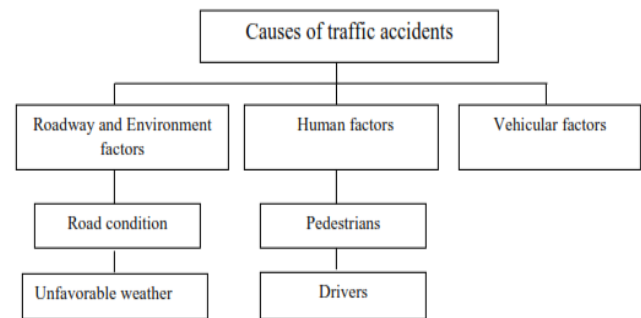 Causes of traffic accidents
Roadway and Environment
factors
Human factors
Vehicular factors
Road condition
Pedestrians
Unfavorable weather
Drivers